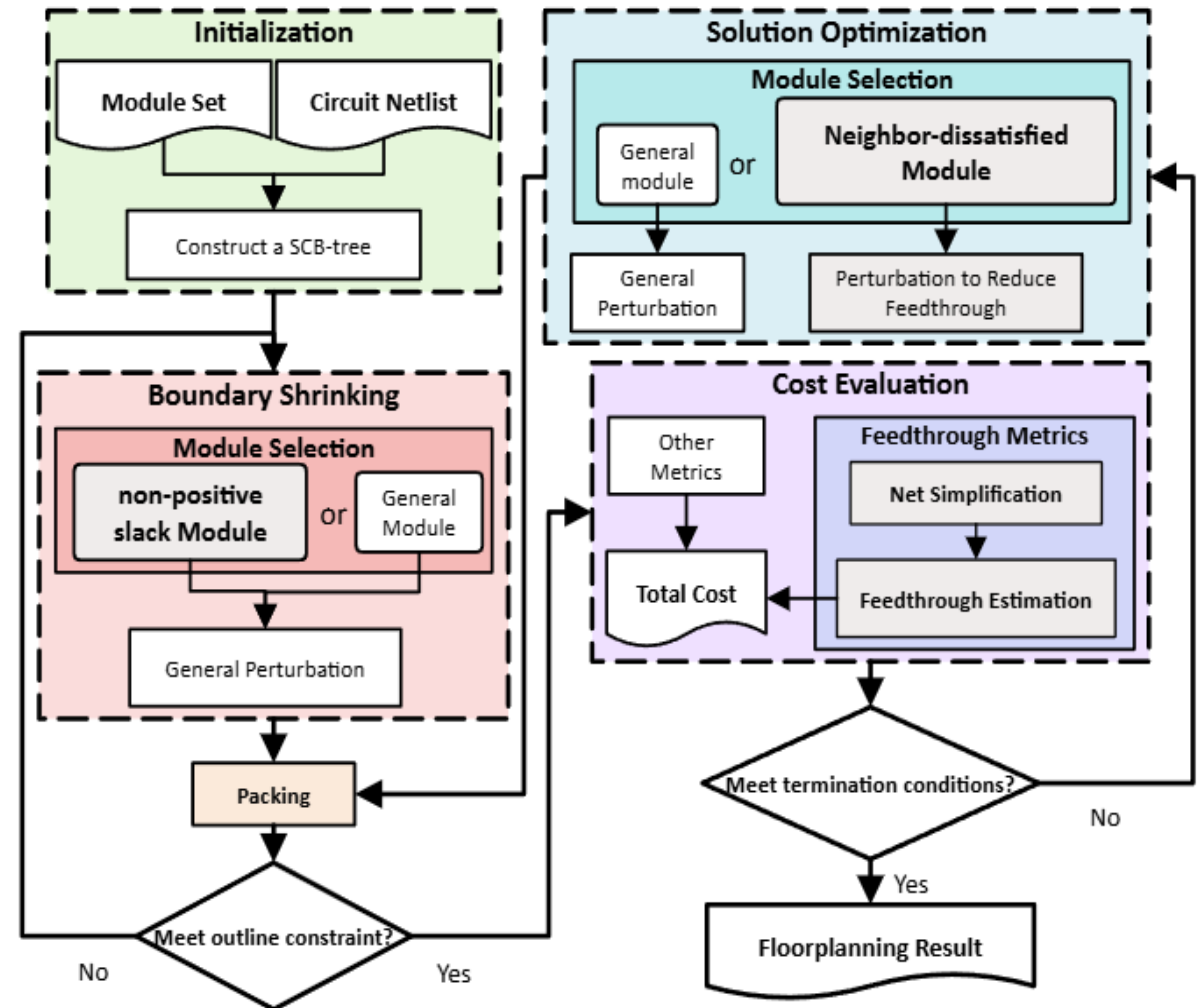 Initialization
Module Set
Circuit Netlist
Construct a SCB-tree
Boundary Shrinking
Module Selection
non-positive
slack Module
or
General
Module
General Perturbation
Packing
Meet outline constraint?
No
Yes
Solution Optimization
Module Selection
General
module
or
Neighbor-dissatisfied
Module
General
Perturbation
Perturbation to Reduce
Feedthrough
Cost Evaluation
Other
Metrics
Total Cost
Feedthrough Metrics
Net Simplification
Feedthrough Estimation
Meet termination conditions?
No
Yes
Floorplanning Result